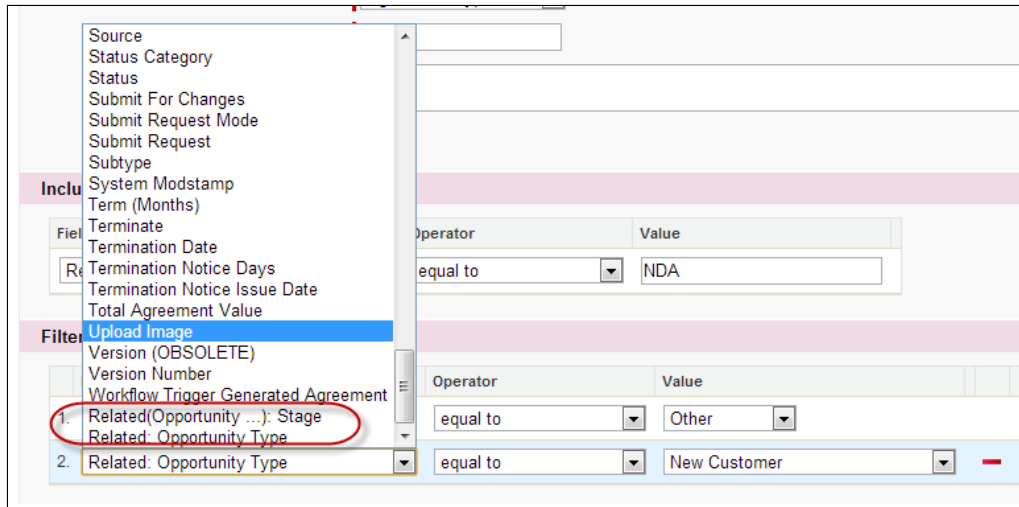 Source
Status Category
Status
Submit For Changes
Submit Request Mode
Submit Request
Subtype
System Modstamp
Inclu
Term (Months)
Terminate
Fiel
Operator
Value
Termination Date
Re
Termination Notice Days
equal to
NDA
Termination Notice Issue Date
Total Agreement Value
Filter
Upload Image
Version (OBSOLETE)
Version Number
Operator
Value
Workflow Trigger Generated Agreement
1. Related(Opportunity ...): Stage
equal to
Other
Related: Opportunity Type
2. Related: Opportunity Type
equal to
New Customer